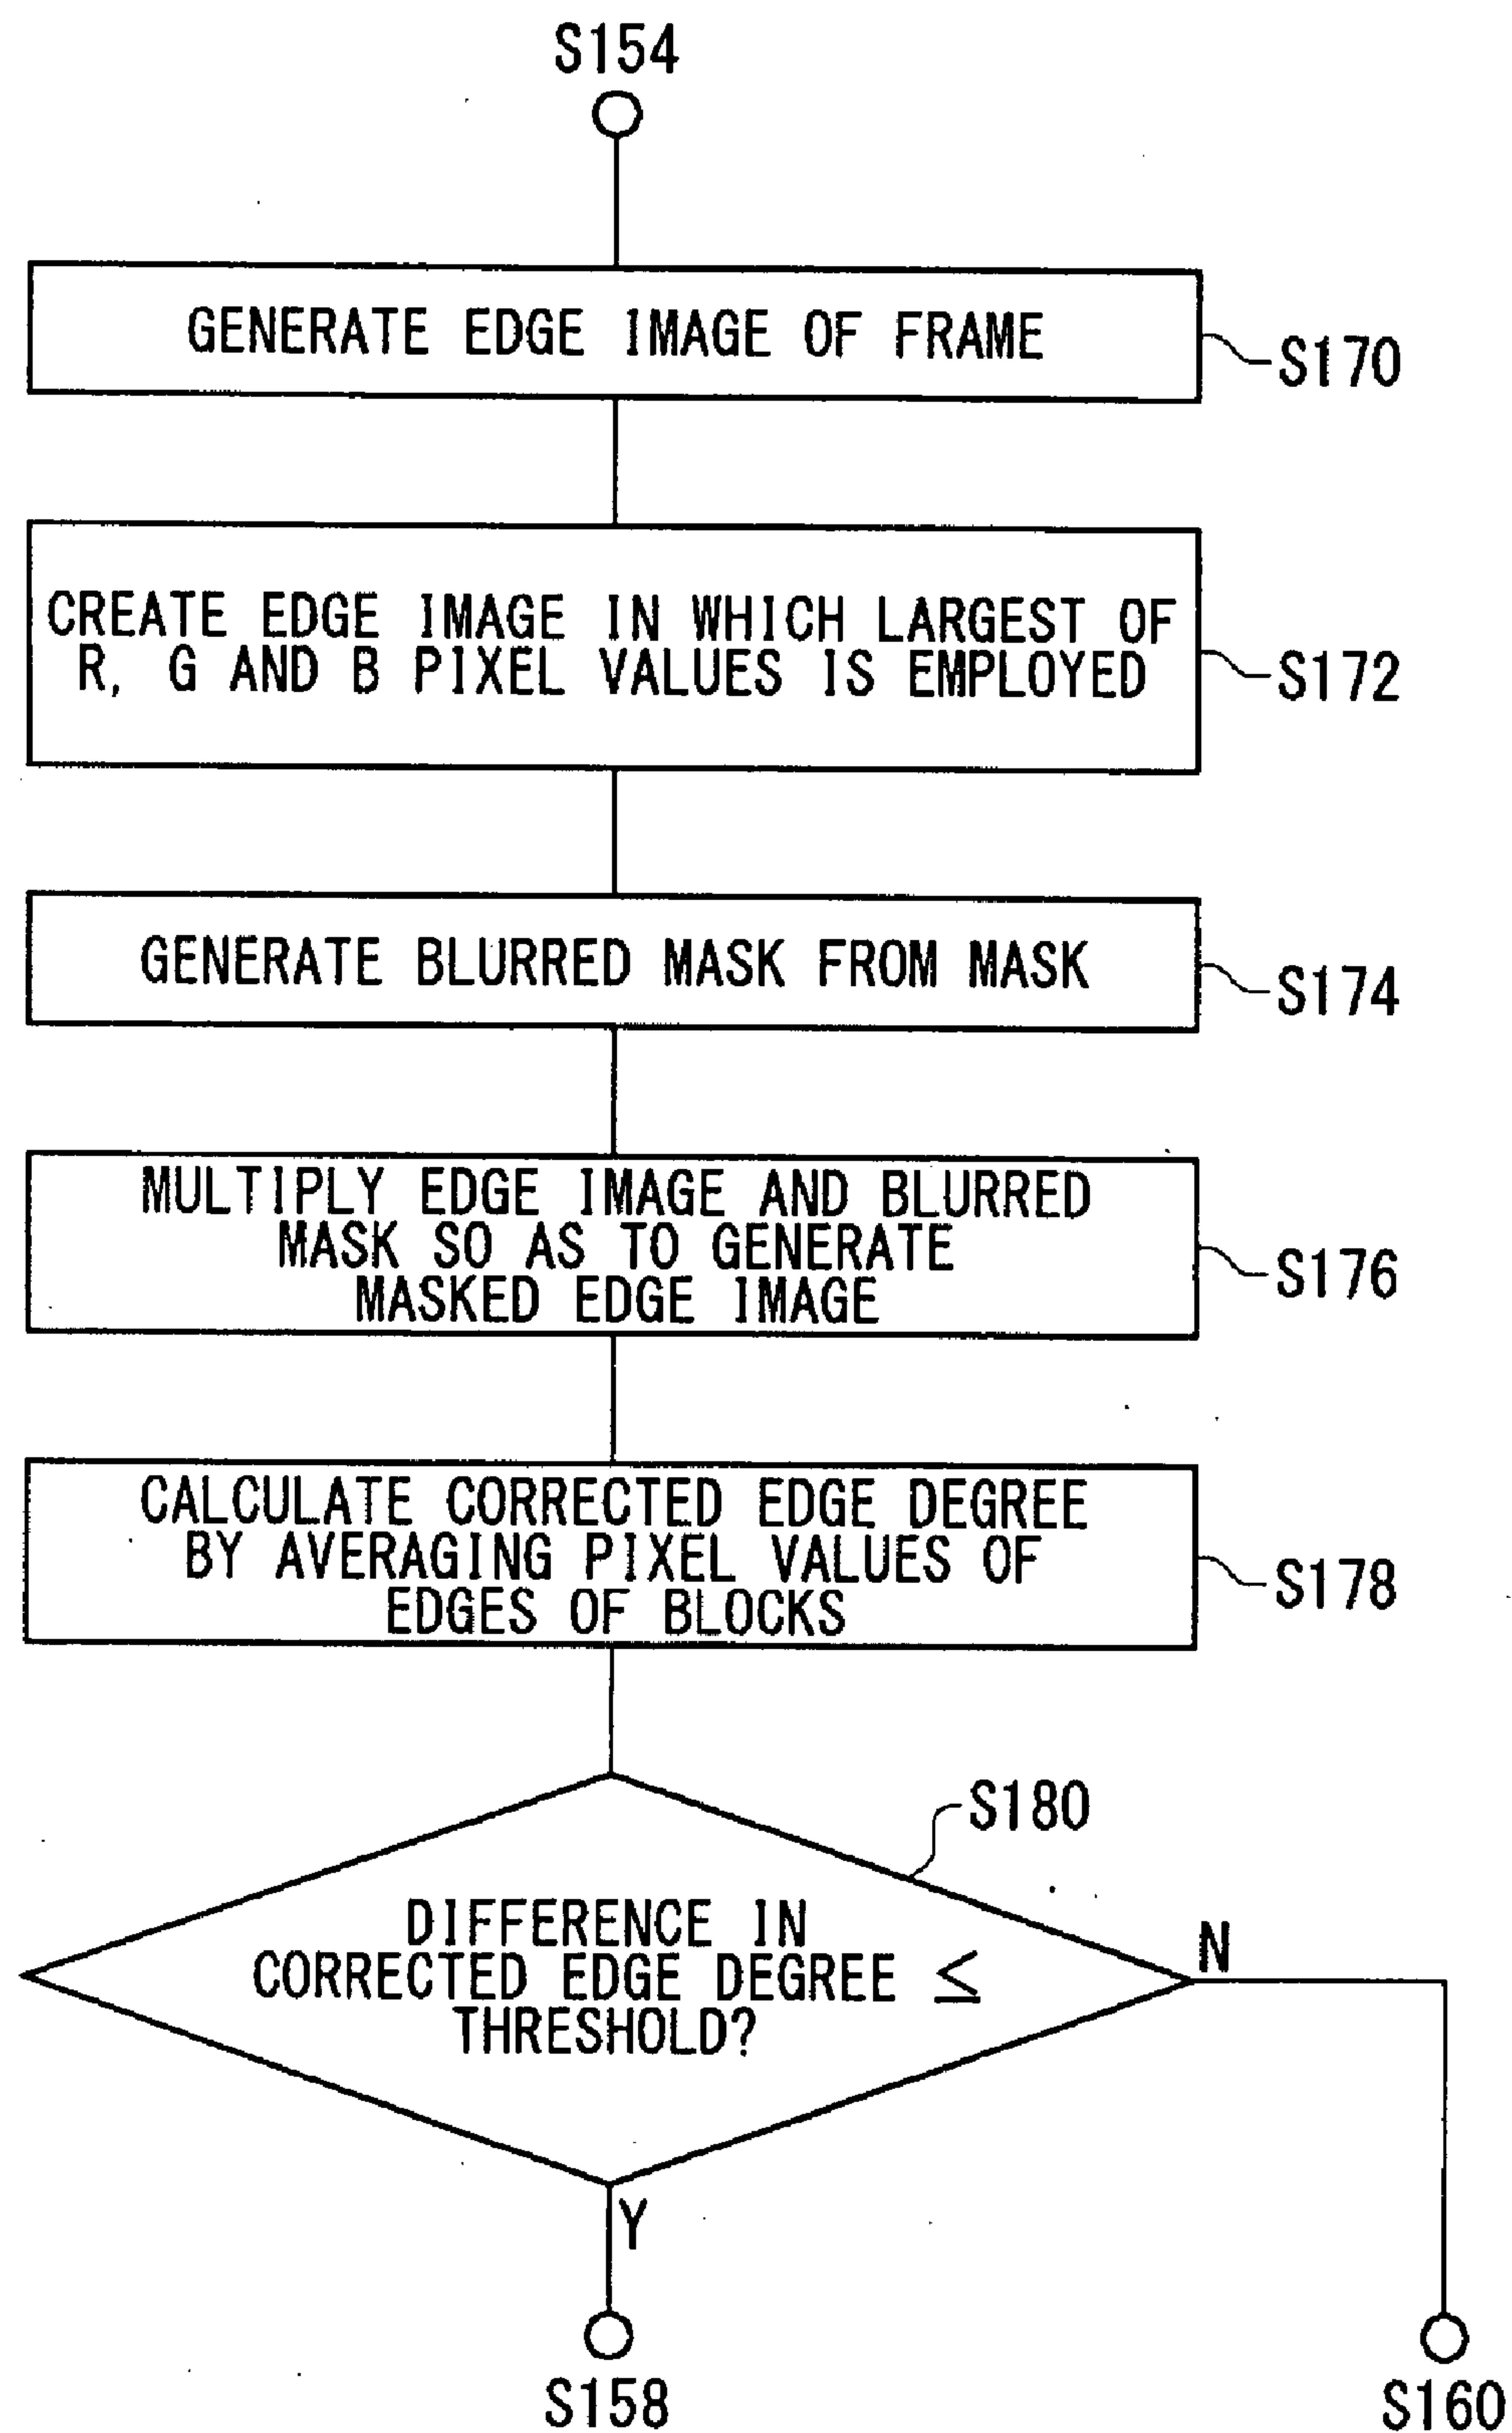 S154
GENERATE EDGE IMAGE OF FRAME
S170
CREATE EDGE IMAGE IN WHICH LARGEST OF
R, G AND B PIXEL VALUES IS EMPLOYED
S172
GENERATE BLURRED MASK FROM MASK
S174
MULTIPLY EDGE IMAGE AND BLURRED
MASK SO AS TO GENERATE
MASKED EDGE IMAGE
S176
CALCULATE CORRECTED EDGE DEGREE
BY AVERAGING PIXEL VALUES OF
EDGES OF BLOCKS
S178
S180
DIFFERENCE IN
CORRECTED EDGE DEGREE ≤
THRESHOLD?
N
Y
S158
S160